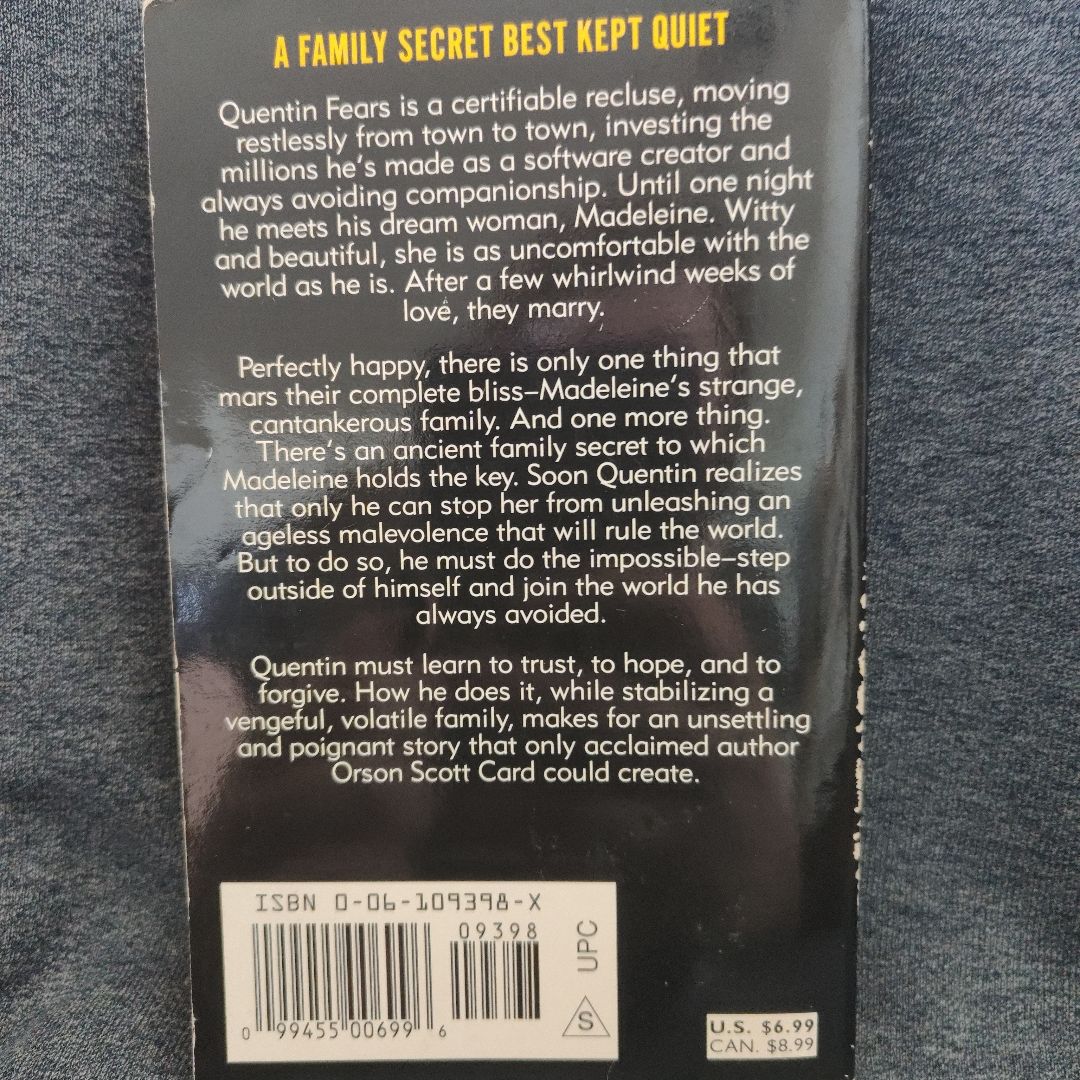 A FAMILY SECRET BEST KEPT QUIET
Quentin Fears is a certifiable recluse, moving
restlessly from town to town, investing the
millions he's made as a software creator and
always avoiding companionship. Until one night
he meets his dream woman, Madeleine. Witty
and beautiful, she is as uncomfortable with the
world as he is. After a few whirlwind weeks of
love, they marry.
Perfectly happy, there is only one thing that
mars their complete bliss–Madeleine's strange,
cantankerous family. And one more thing.
There's an ancient family secret to which
Madeleine holds the key. Soon Quentin realizes
that only he can stop her from unleashing an
ageless malevolence that will rule the world.
But to do so, he must do the impossible–step
outside of himself and join the world he has
always avoided.
Quentin must learn to trust, to hope, and to
forgive. How he does it, while stabilizing a
vengeful, volatile family, makes for an unsettling
and poignant story that only acclaimed author
Orson Scott Card could create.
ISBN 0-06-109398-X
09398
UPC
0 99455 00699 6
S
U.S. $6.99
CAN. $8.99